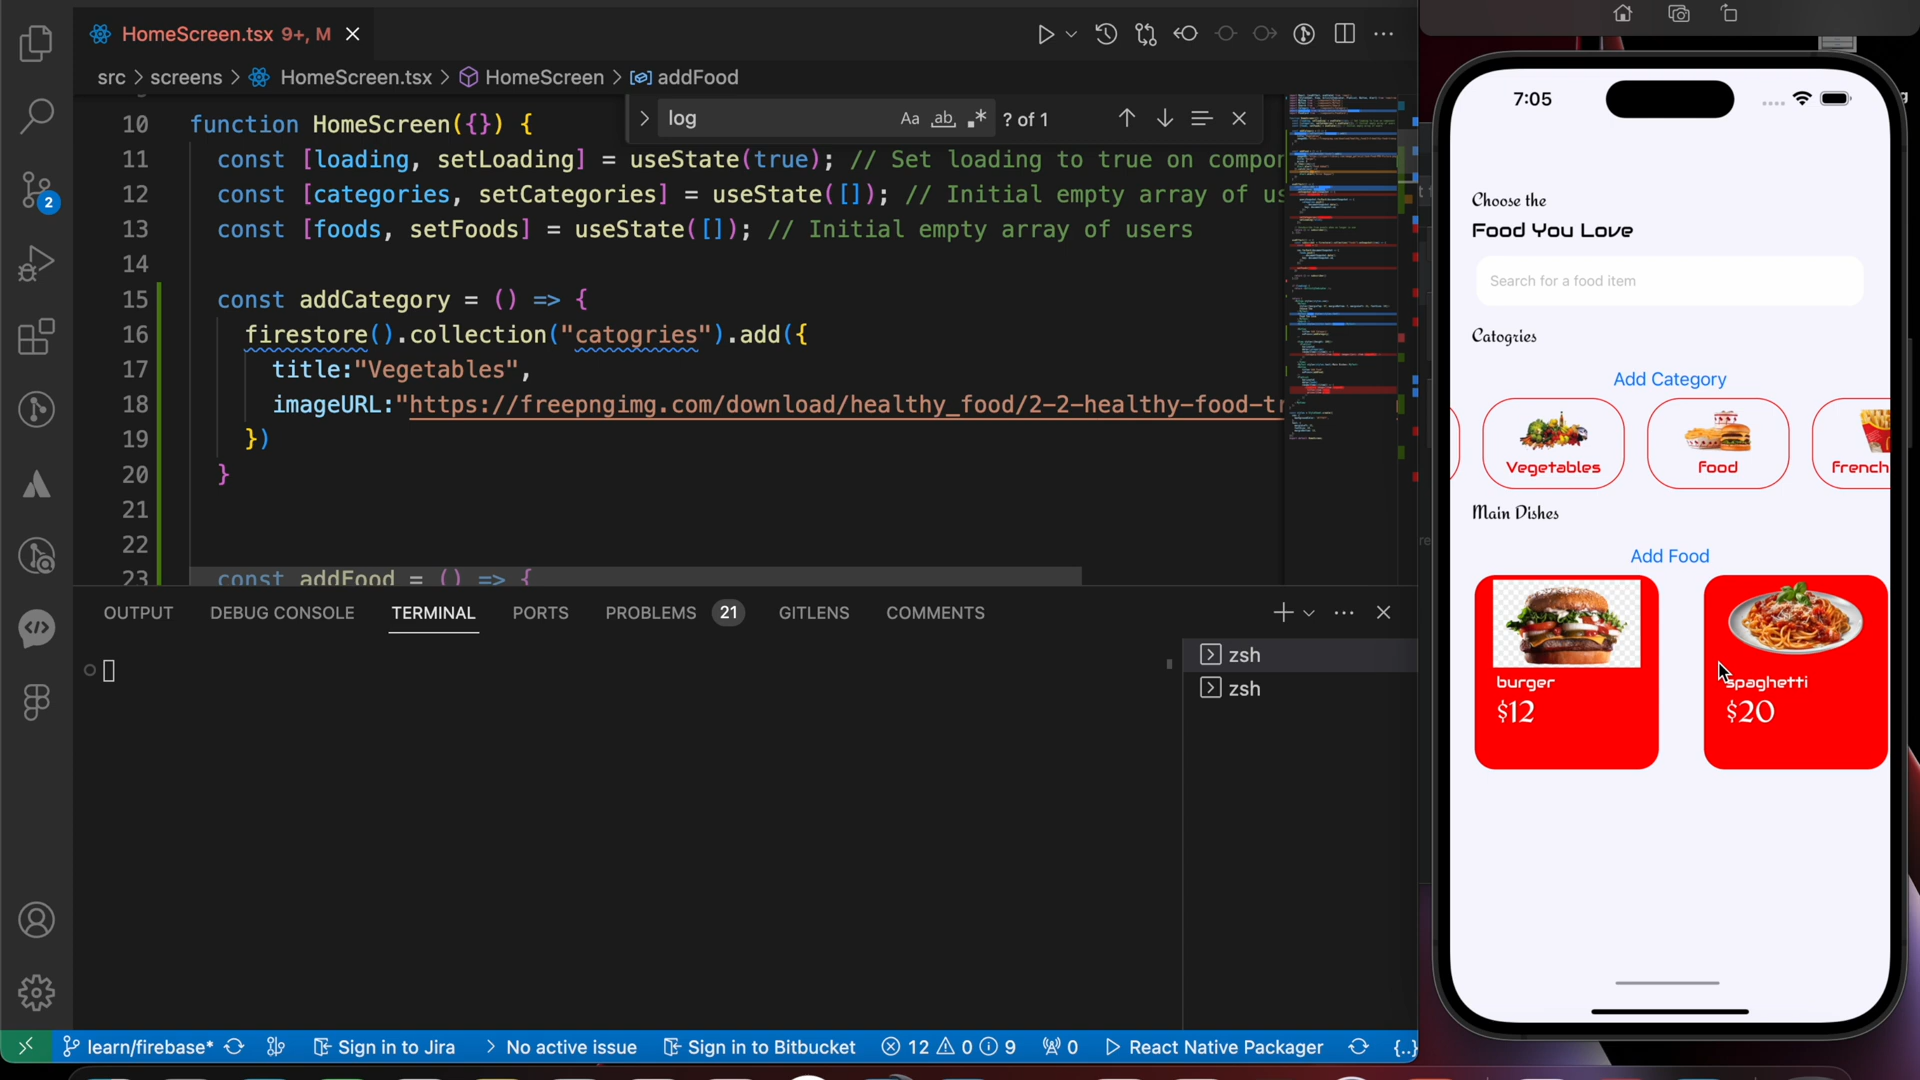 HomeScreen.tsx 9+, M
src > screens > HomeScreen.tsx > HomeScreen > addFood
log
Aa ab ? of 1
10 function HomeScreen({}) {
11 const [loading, setLoading] = useState(true); // Set loading to true on compon
12 const [categories, setCategories] = useState([]); // Initial empty array of us
13 const [foods, setFoods] = useState([]); // Initial empty array of users
14
15 const addCategory = () => {
16 firestore().collection("catogries").add({
17 title:"Vegetables",
18 imageURL:"https://freepngimg.com/download/healthy_food/2-2-healthy-food-tr
19 })
20 }
21
22
23 const addFood = () => {
OUTPUT DEBUG CONSOLE TERMINAL PORTS PROBLEMS 21 GITLENS COMMENTS
zsh
zsh
2
learn/firebase* Sign in to Jira No active issue Sign in to Bitbucket 12 0 9 0 React Native Packager {..}
7:05
Choose the
Food You Love
Search for a food item
Catogries
Add Category
Vegetables
food
french
Main Dishes
Add Food
burger
$12
spaghetti
$20